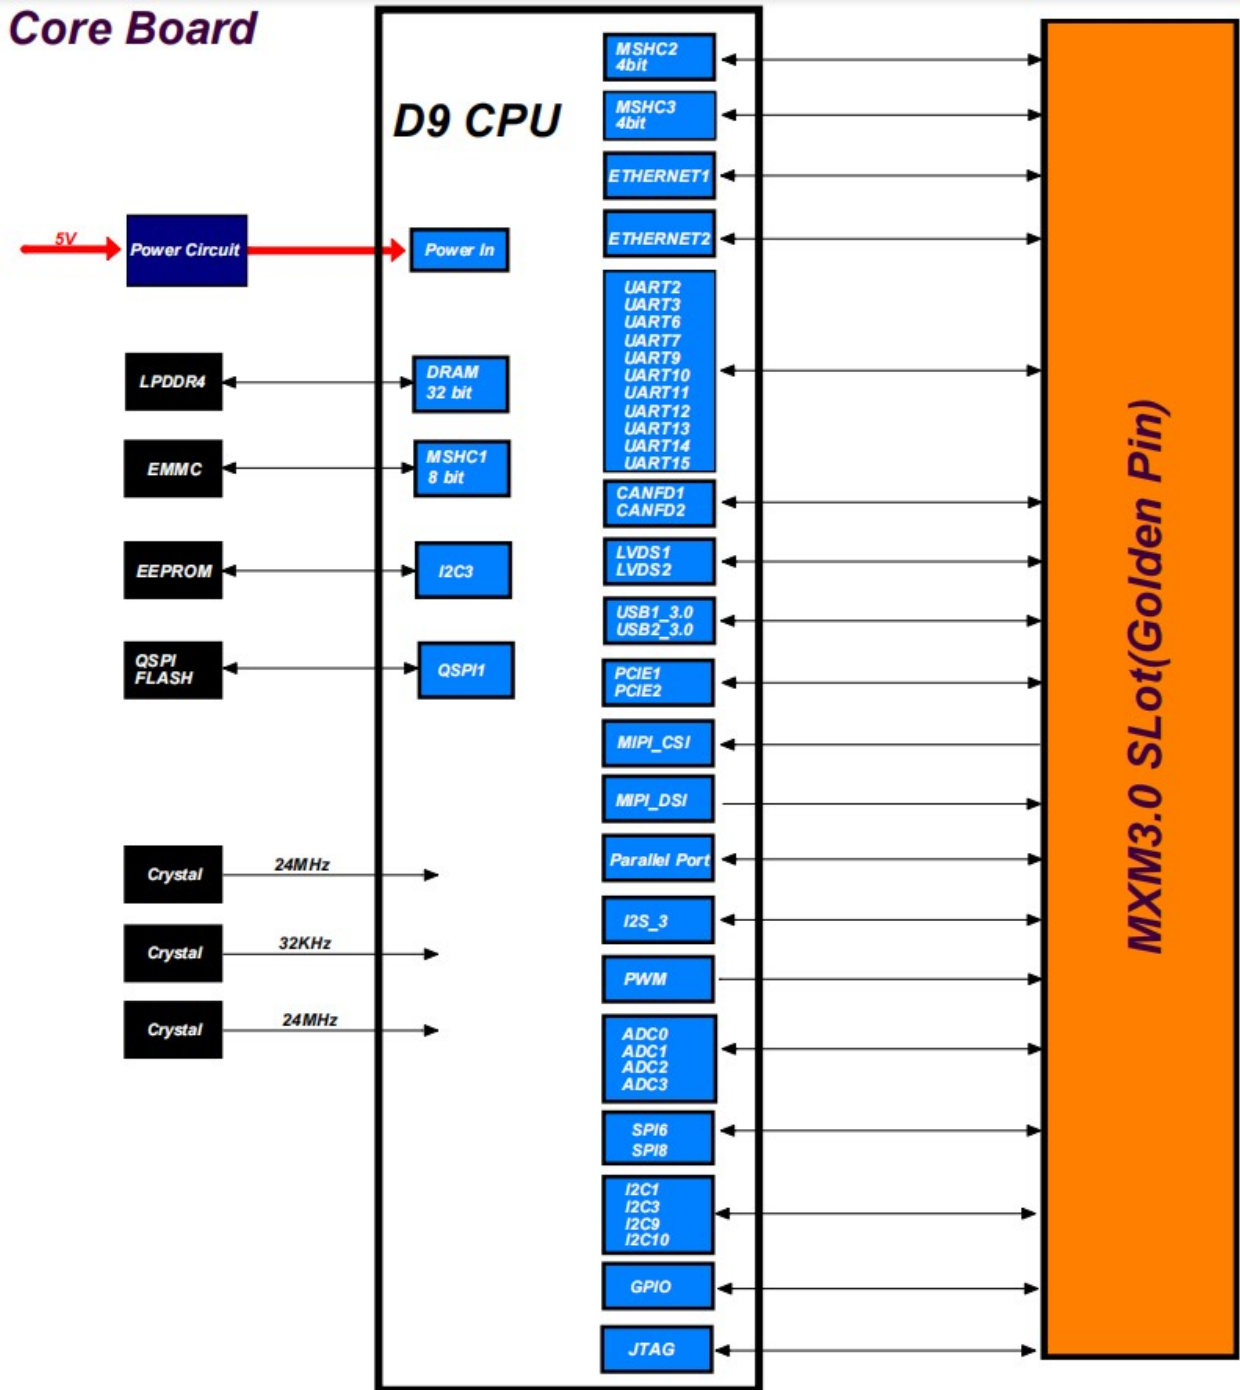 Core Board
D9 CPU
5V
Power Circuit
Power In
LPDDR4
DRAM
32 bit
EMMC
MSHC1
8 bit
EEPROM
I2C3
QSPI
FLASH
QSPI1
Crystal
24MHz
Crystal
32KHz
Crystal
24MHz
MSHC2
4bit
MSHC3
4bit
ETHERNET1
ETHERNET2
UART2
UART3
UART6
UART7
UART9
UART10
UART11
UART12
UART13
UART14
UART15
CANFD1
CANFD2
LVDS1
LVDS2
USB1_3.0
USB2_3.0
PCIE1
PCIE2
MIPI_CSI
MIPI_DSI
Parallel Port
I2S_3
PWM
ADC0
ADC1
ADC2
ADC3
SPI6
SPI8
I2C1
I2C3
I2C9
I2C10
GPIO
JTAG
MXM3.0 SLot(Golden Pin)